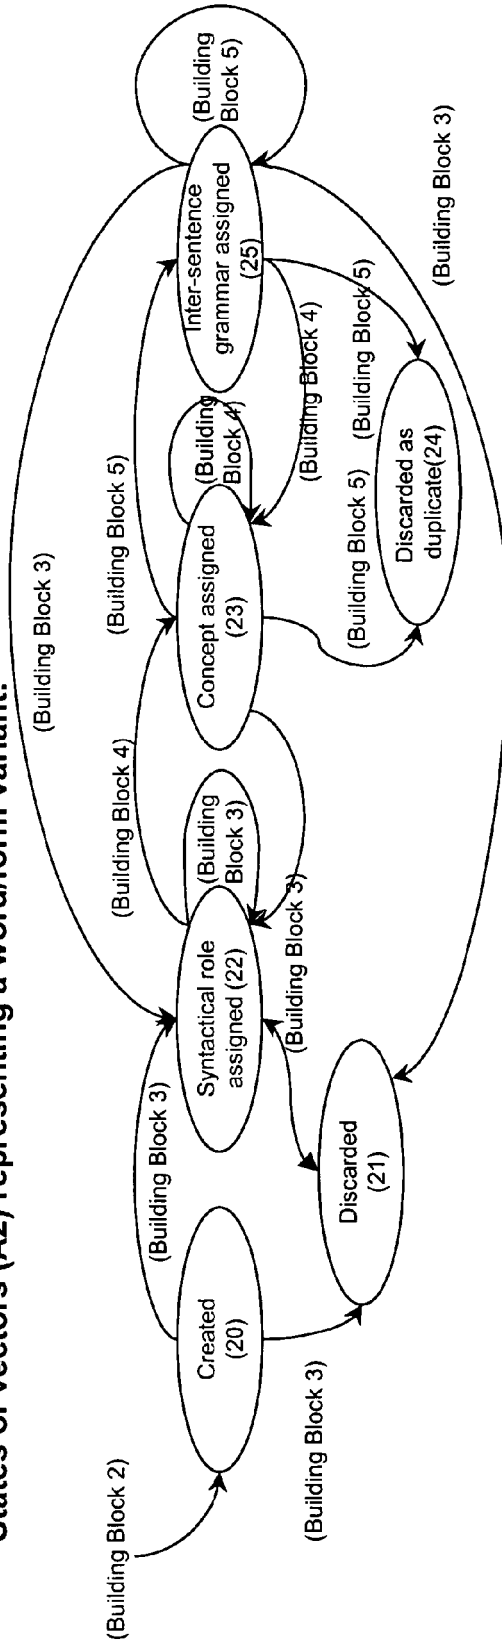 States of vectors (A2) representing a word/form variant:
(Building Block 2)
Created
(20)
(Building Block 3)
(Building Block 3)
Discarded
(21)
Syntactical role
assigned (22)
(Building
Block 3)
(Building Block 3)
(Building Block 4)
(Building Block 3)
Concept assigned
(23)
(Building
Block 4)
(Building Block 5)
(Building Block 5)
(Building Block 4)
Discarded as
duplicate(24)
(Building Block 5)
Inter-sentence
grammar assigned
(25)
(Building
Block 5)
(Building Block 3)